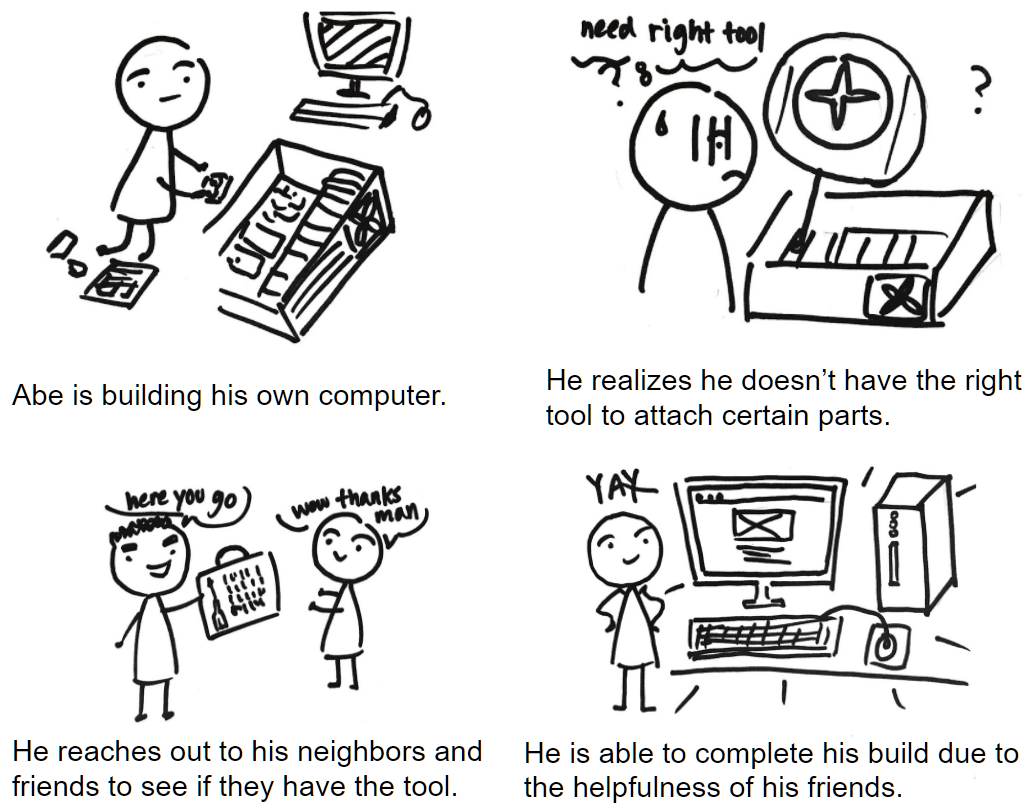 need right tool
?
Abe is building his own computer.
He realizes he doesn't have the right
tool to attach certain parts.
here you go
wow thanks
man
YAY
He reaches out to his neighbors and
friends to see if they have the tool.
He is able to complete his build due to
the helpfulness of his friends.